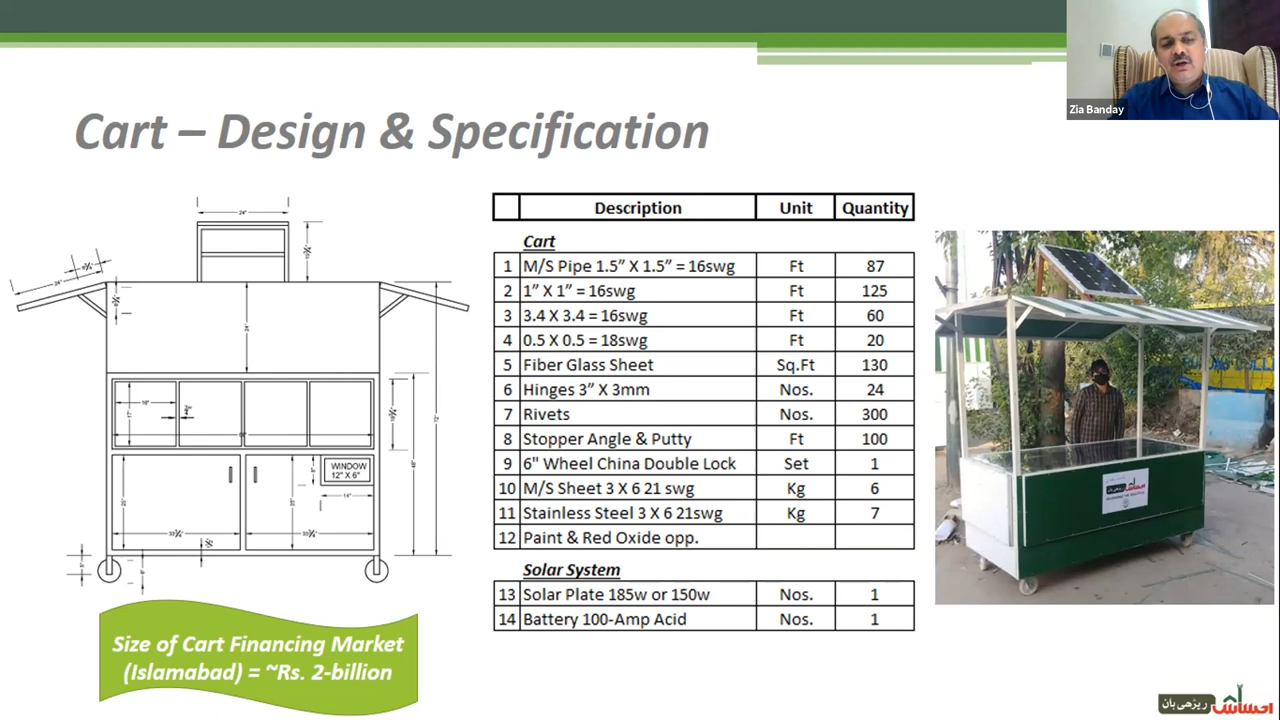 Zia Banday
Cart – Design & Specification
24"
24"
WINDOW
12" X 6"
Size of Cart Financing Market
(Islamabad) = ~Rs. 2-billion
Description Unit Quantity
Cart
1 M/S Pipe 1.5” X 1.5” = 16swg Ft 87
2 1” X 1” = 16swg Ft 125
3 3.4 X 3.4 = 16swg Ft 60
4 0.5 X 0.5 = 18swg Ft 20
5 Fiber Glass Sheet Sq.Ft 130
6 Hinges 3” X 3mm Nos. 24
7 Rivets Nos. 300
8 Stopper Angle & Putty Ft 100
9 6" Wheel China Double Lock Set 1
10 M/S Sheet 3 X 6 21 swg Kg 6
11 Stainless Steel 3 X 6 21swg Kg 7
12 Paint & Red Oxide opp.
Solar System
13 Solar Plate 185w or 150w Nos. 1
14 Battery 100-Amp Acid Nos. 1
احساس ریڑھی بان
احساس ریڑھی بان